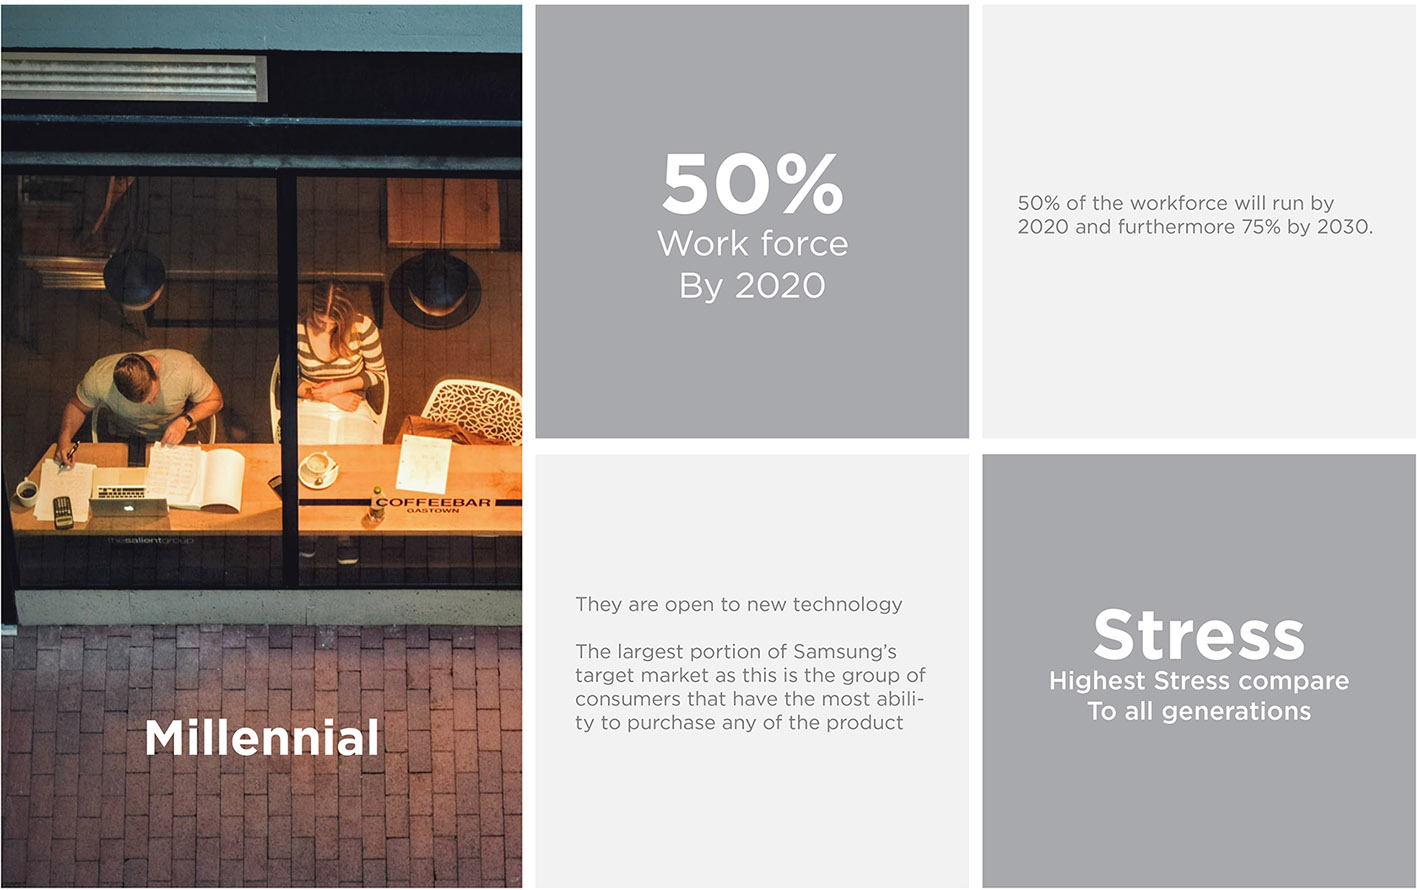 50%
Work force
By 2020
50% of the workforce will run by
2020 and furthermore 75% by 2030.
COFFEEBAR
GASTOWN
thesalientgroup
They are open to new technology
The largest portion of Samsung's
target market as this is the group of
consumers that have the most abili-
ty to purchase any of the product
Stress
Highest Stress compare
To all generations
Millennial